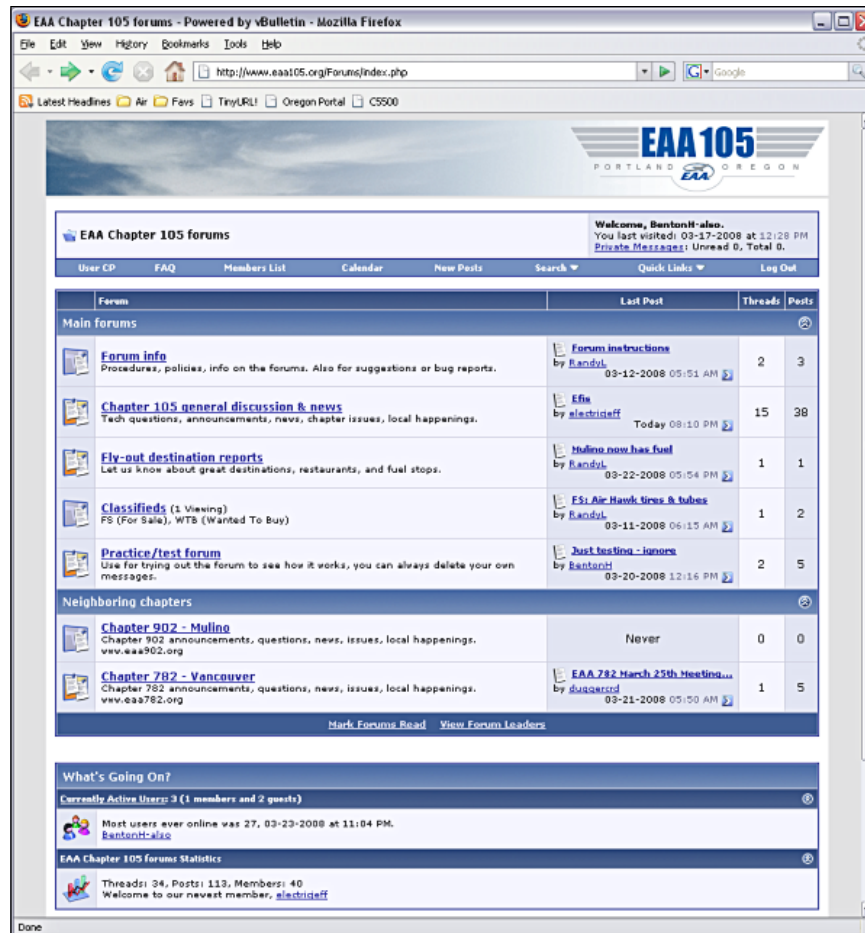 EAA Chapter 105 forums - Powered by vBulletin - Mozilla Firefox
File Edit View History Bookmarks Tools Help
http://www.eaa105.org/Forums/index.php
Google
Latest Headlines Air Favs TinyURL! Oregon Portal C5500
EAA 105
PORTLAND EAA OREGON
EAA Chapter 105 forums
Welcome, BentonH-also.
You last visited: 03-17-2008 at 12:28 PM
Private Messages: Unread 0, Total 0.
User CP FAQ Members List Calendar New Posts Search Quick Links Log Out
Forum Last Post Threads Posts
Main forums
Forum info
Procedures, policies, info on the forums. Also for suggestions or bug reports.
Forum instructions
by RandyL
03-12-2008 05:51 AM
2 3
Chapter 105 general discussion & news
Tech questions, announcements, news, chapter issues, local happenings.
Efis
by electricjeff
Today 08:10 PM
15 38
Fly-out destination reports
Let us know about great destinations, restaurants, and fuel stops.
Mulino now has fuel
by RandyL
03-22-2008 05:54 PM
1 1
Classifieds (1 Viewing)
FS (For Sale), WTB (Wanted To Buy)
FS: Air Hawk tires & tubes
by RandyL
03-11-2008 06:15 AM
1 2
Practice/test forum
Use for trying out the forum to see how it works, you can always delete your own
messages.
Just testing - ignore
by BentonH
03-20-2008 12:16 PM
2 5
Neighboring chapters
Chapter 902 - Mulino
Chapter 902 announcements, questions, news, issues, local happenings.
www.eaa902.org
Never
0 0
Chapter 782 - Vancouver
Chapter 782 announcements, questions, news, issues, local happenings.
www.eaa782.org
EAA 782 March 25th Meeting...
by duggercrd
03-21-2008 05:50 AM
1 5
Mark Forums Read View Forum Leaders
What's Going On?
Currently Active Users: 3 (1 members and 2 guests)
Most users ever online was 27, 03-23-2008 at 11:04 PM.
BentonH-also
EAA Chapter 105 forums Statistics
Threads: 34, Posts: 113, Members: 40
Welcome to our newest member, electricjeff
Done